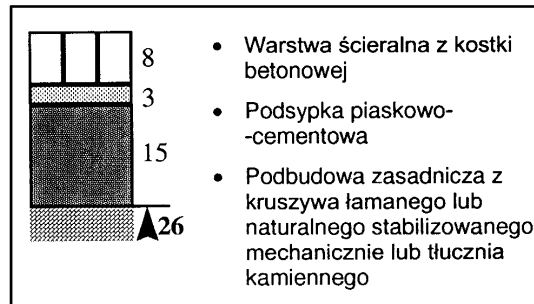 8
3
15
26
• Warstwa ścieralna z kostki
betonowej
• Podsypka piaskowo-
-cementowa
• Podbudowa zasadnicza z
kruszywa łamanego lub
naturalnego stabilizowanego
mechanicznie lub tłucznia
kamiennego